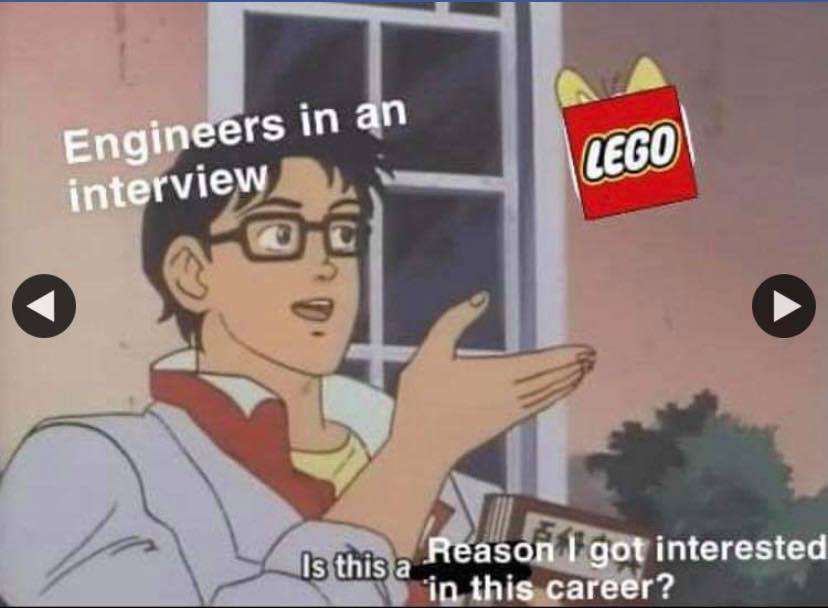 Engineers in an
interview
LEGO
Is this a Reason I got interested
in this career?